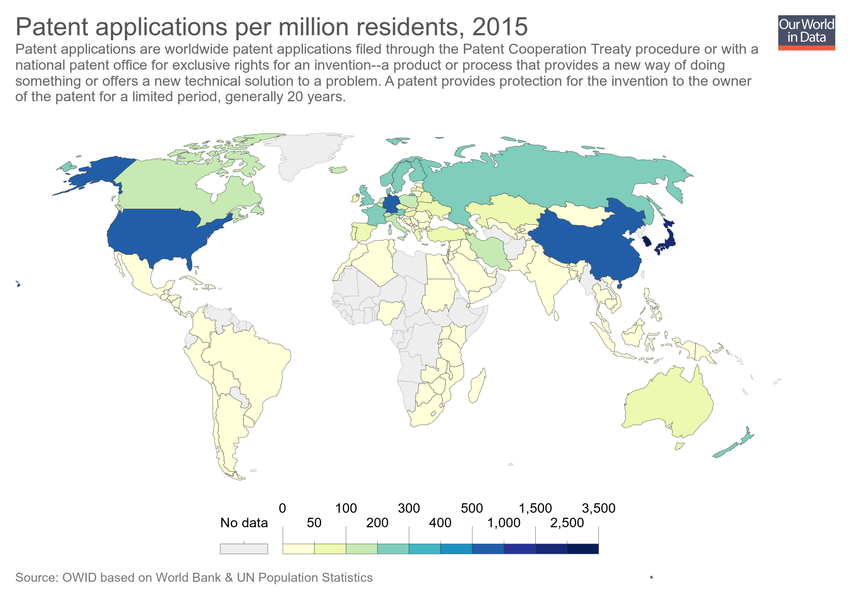 Patent applications per million residents, 2015
Our World
in Data
Patent applications are worldwide patent applications filed through the Patent Cooperation Treaty procedure or with a
national patent office for exclusive rights for an invention--a product or process that provides a new way of doing
something or offers a new technical solution to a problem. A patent provides protection for the invention to the owner
of the patent for a limited period, generally 20 years.
0 100 300 500 1,500 3,500
No data 50 200 400 1,000 2,500
Source: OWID based on World Bank & UN Population Statistics